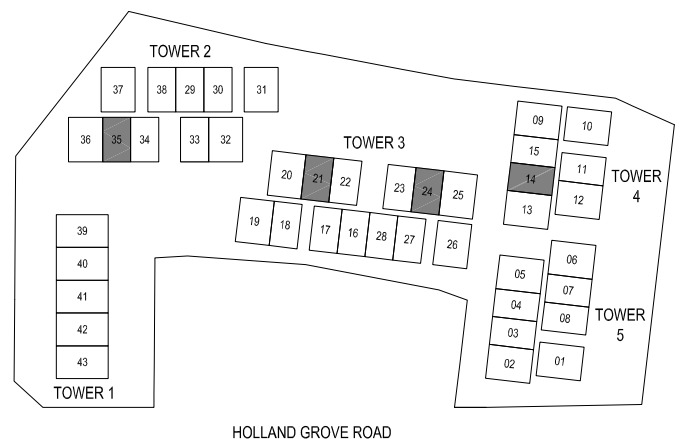 TOWER 2
37 38 29 30 31
36 35 34 33 32
TOWER 3
20 21 22 23 24 25
19 18 17 16 28 27 26
09 10
15 11
14 12
13
TOWER
4
39
40
41
42
43
TOWER 1
05 06
04 07
03 08
02 01
TOWER
5
HOLLAND GROVE ROAD